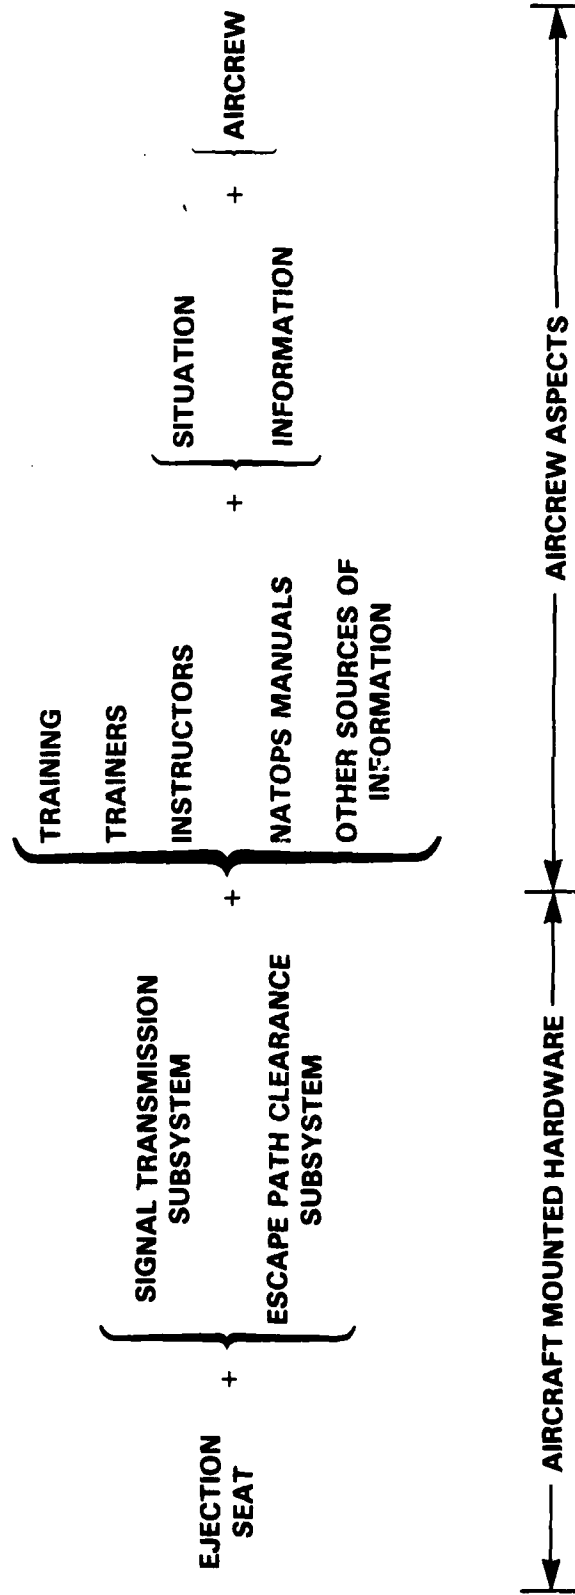 EJECTION
SEAT
+
SIGNAL TRANSMISSION
SUBSYSTEM
ESCAPE PATH CLEARANCE
SUBSYSTEM
+
TRAINING
TRAINERS
INSTRUCTORS
NATOPS MANUALS
OTHER SOURCES OF
INFORMATION
+
SITUATION
INFORMATION
+
AIRCREW
AIRCRAFT MOUNTED HARDWARE
AIRCREW ASPECTS